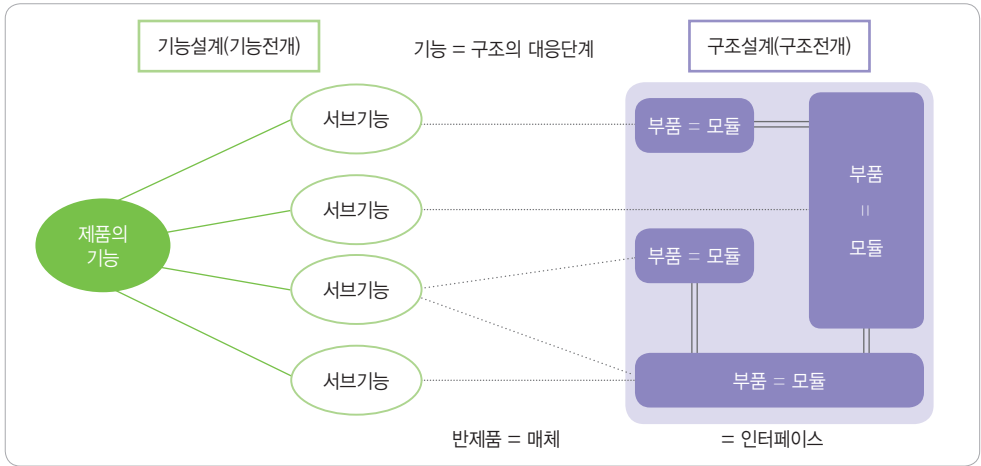 기능설계(기능전개)
기능 = 구조의 대응단계
구조설계(구조전개)
서브기능
부품 = 모듈
부품
=
모듈
서브기능
제품의
기능
부품 = 모듈
서브기능
서브기능
부품 = 모듈
반제품 = 매체
= 인터페이스